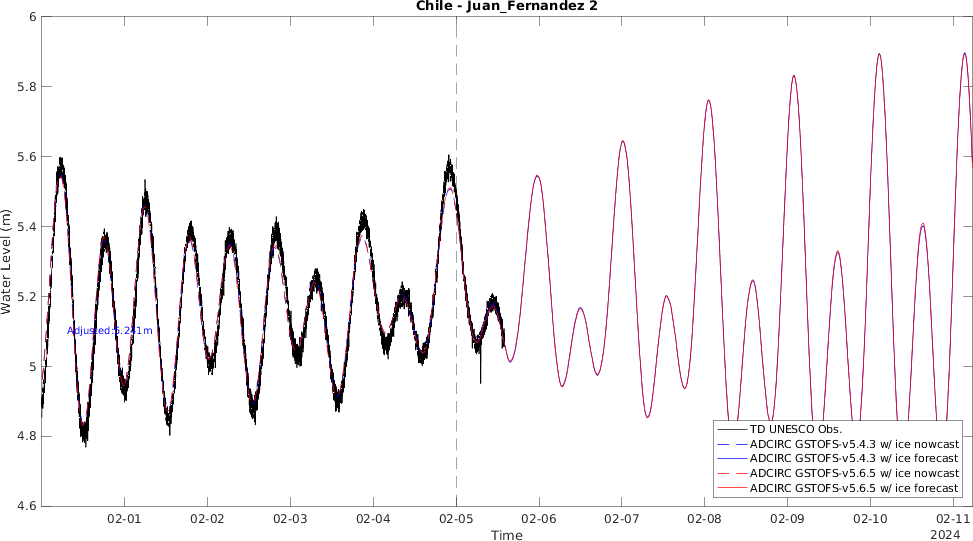 Chile - Juan_Fernandez 2
6
5.8
5.6
5.4
5.2
5
4.8
4.6
Water Level (m)
Adjusted:5.241m
TD UNESCO Obs.
ADCIRC GSTOFS-v5.4.3 w/ ice nowcast
ADCIRC GSTOFS-v5.4.3 w/ ice forecast
ADCIRC GSTOFS-v5.6.5 w/ ice nowcast
ADCIRC GSTOFS-v5.6.5 w/ ice forecast
02-01 02-02 02-03 02-04 02-05 02-06 02-07 02-08 02-09 02-10 02-11
2024
Time